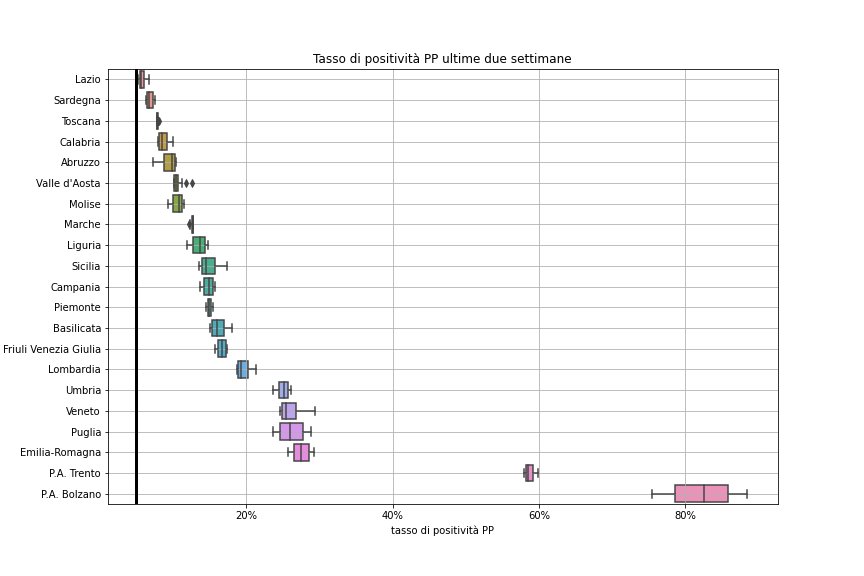 Tasso di positività PP ultime due settimane
Lazio
Sardegna
Toscana
Calabria
Abruzzo
Valle d'Aosta
Molise
Marche
Liguria
Sicilia
Campania
Piemonte
Basilicata
Friuli Venezia Giulia
Lombardia
Umbria
Veneto
Puglia
Emilia-Romagna
P.A. Trento
P.A. Bolzano
20% 40% 60% 80%
tasso di positività PP